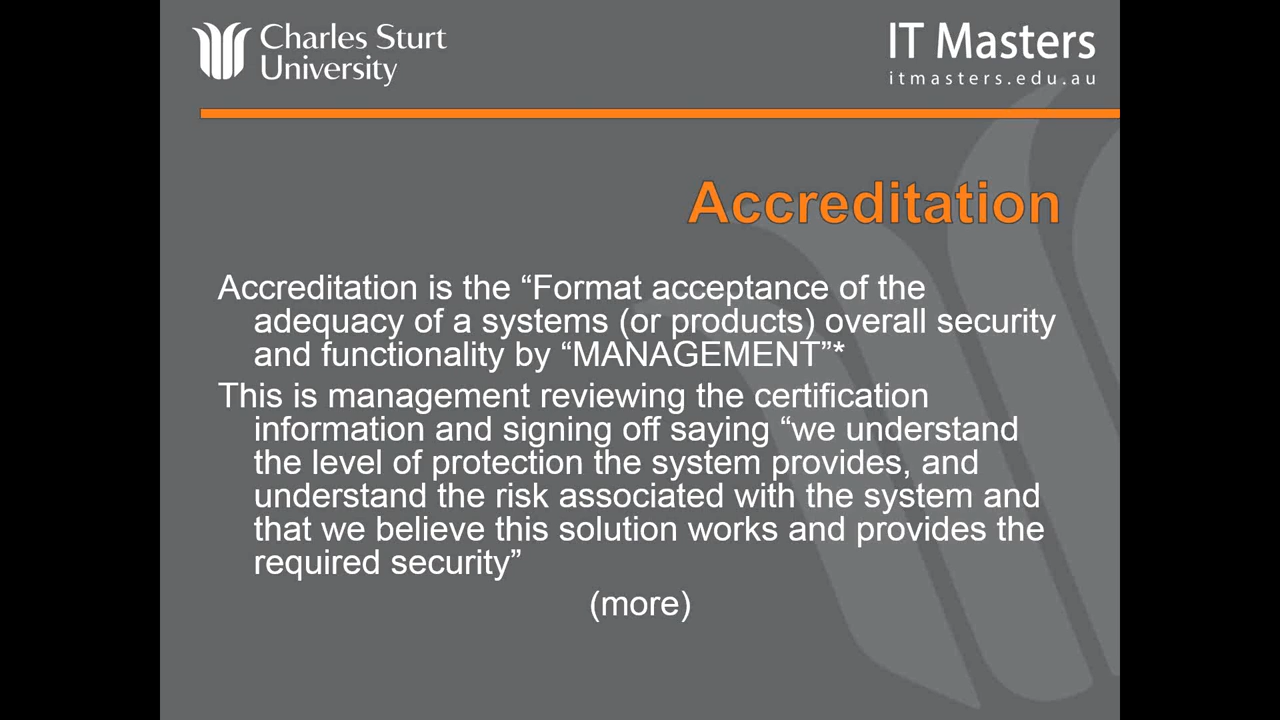 Charles Sturt
University
IT Masters
itmasters.edu.au
Accreditation
Accreditation is the “Format acceptance of the
adequacy of a systems (or products) overall security
and functionality by “MANAGEMENT”*
This is management reviewing the certification
information and signing off saying “we understand
the level of protection the system provides, and
understand the risk associated with the system and
that we believe this solution works and provides the
required security”
(more)